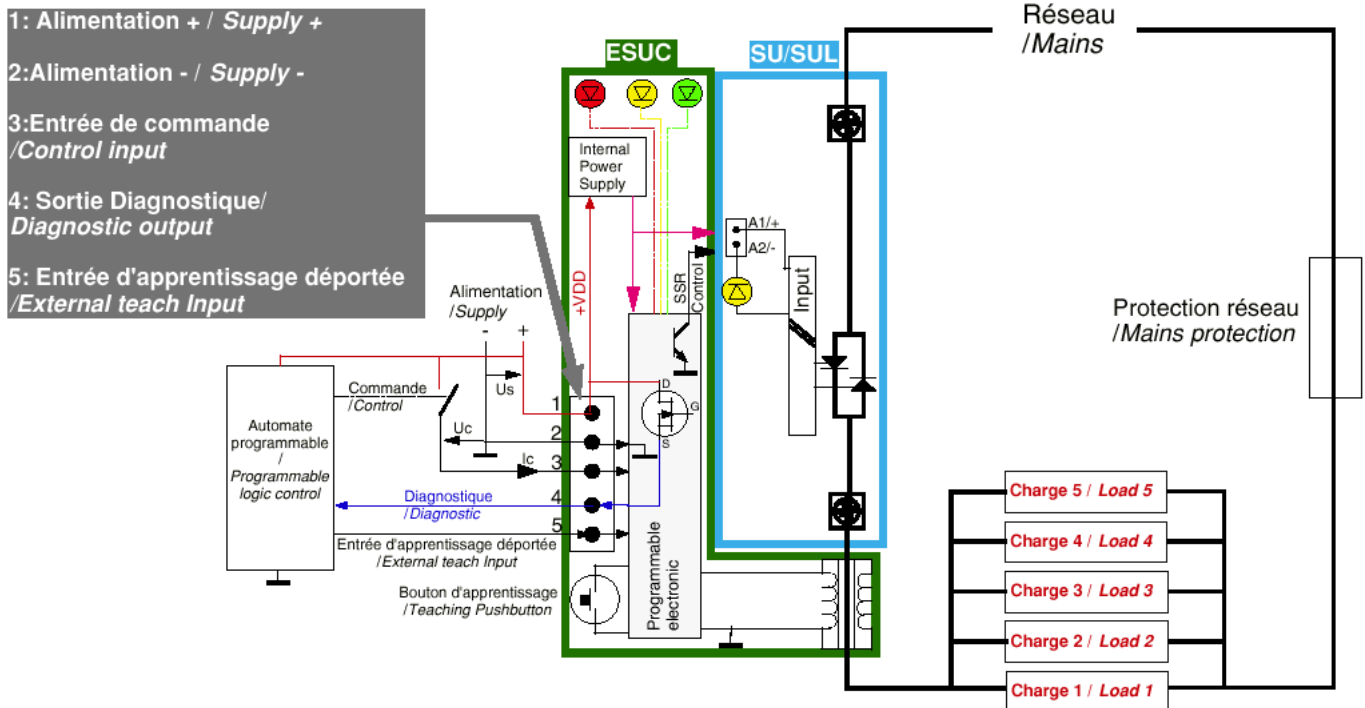 1: Alimentation + / Supply +
2:Alimentation - / Supply -
3:Entrée de commande
/Control input
4: Sortie Diagnostique/
Diagnostic output
5: Entrée d'apprentissage déportée
/External teach Input
ESUC
SU/SUL
Réseau
/Mains
Internal
Power
Supply
A1/+
A2/-
+VDD
SSR
Control
Input
Alimentation
/Supply
- +
Us
Protection réseau
/Mains protection
Commande
/Control
Uc
Ic
1
2
3
4
5
D
G
S
Automate
programmable
/
Programmable
logic control
Diagnostique
/Diagnostic
Entrée d'apprentissage déportée
/External teach Input
Bouton d'apprentissage
/Teaching Pushbutton
Programmable
electronic
Charge 5 / Load 5
Charge 4 / Load 4
Charge 3 / Load 3
Charge 2 / Load 2
Charge 1 / Load 1